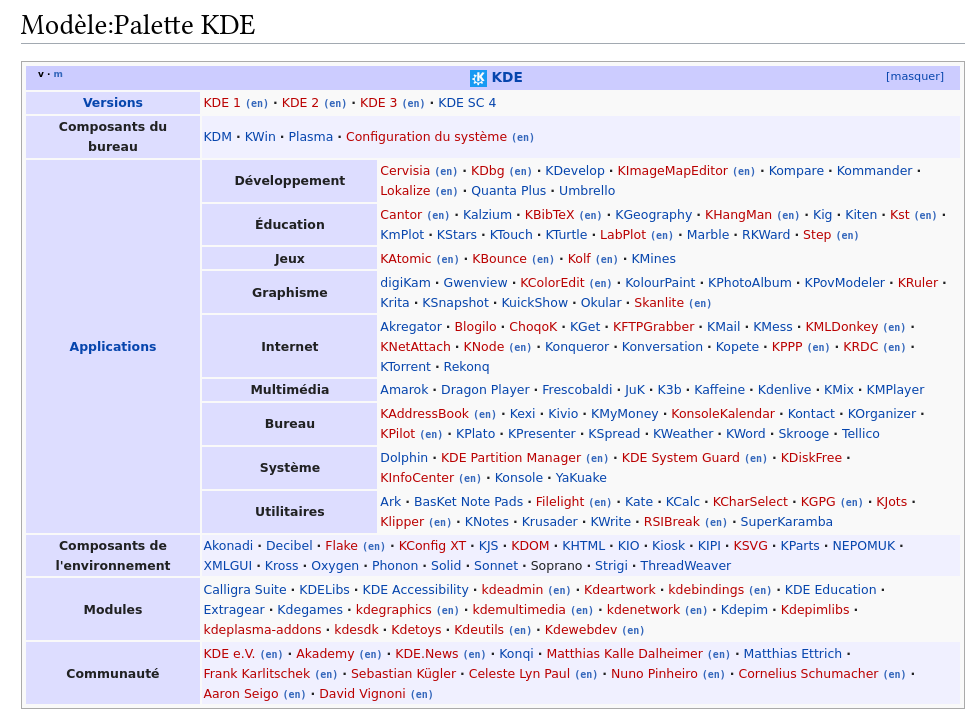 Modèle:Palette KDE
v · m
KDE
[masquer]
Versions
KDE 1 (en) · KDE 2 (en) · KDE 3 (en) · KDE SC 4
Composants du
bureau
KDM · KWin · Plasma · Configuration du système (en)
Applications
Développement
Cervisia (en) · KDbg (en) · KDevelop · KImageMapEditor (en) · Kompare · Kommander ·
Lokalize (en) · Quanta Plus · Umbrello
Éducation
Cantor (en) · Kalzium · KBibTeX (en) · KGeography · KHangMan (en) · Kig · Kiten · Kst (en) ·
KmPlot · KStars · KTouch · KTurtle · LabPlot (en) · Marble · RKWard · Step (en)
Jeux
KAtomic (en) · KBounce (en) · Kolf (en) · KMines
Graphisme
digiKam · Gwenview · KColorEdit (en) · KolourPaint · KPhotoAlbum · KPovModeler · KRuler ·
Krita · KSnapshot · KuickShow · Okular · Skanlite (en)
Internet
Akregator · Blogilo · ChoqoK · KGet · KFTPGrabber · KMail · KMess · KMLDonkey (en) ·
KNetAttach · KNode (en) · Konqueror · Konversation · Kopete · KPPP (en) · KRDC (en) ·
KTorrent · Rekonq
Multimédia
Amarok · Dragon Player · Frescobaldi · JuK · K3b · Kaffeine · Kdenlive · KMix · KMPlayer
Bureau
KAddressBook (en) · Kexi · Kivio · KMyMoney · KonsoleKalendar · Kontact · KOrganizer ·
KPilot (en) · KPlato · KPresenter · KSpread · KWeather · KWord · Skrooge · Tellico
Système
Dolphin · KDE Partition Manager (en) · KDE System Guard (en) · KDiskFree ·
KInfoCenter (en) · Konsole · YaKuake
Utilitaires
Ark · BasKet Note Pads · Filelight (en) · Kate · KCalc · KCharSelect · KGPG (en) · KJots ·
Klipper (en) · KNotes · Krusader · KWrite · RSIBreak (en) · SuperKaramba
Composants de
l'environnement
Akonadi · Decibel · Flake (en) · KConfig XT · KJS · KDOM · KHTML · KIO · Kiosk · KIPI · KSVG · KParts · NEPOMUK ·
XMLGUI · Kross · Oxygen · Phonon · Solid · Sonnet · Soprano · Strigi · ThreadWeaver
Modules
Calligra Suite · KDELibs · KDE Accessibility · kdeadmin (en) · Kdeartwork · kdebindings (en) · KDE Education ·
Extragear · Kdegames · kdegraphics (en) · kdemultimedia (en) · kdenetwork (en) · Kdepim · Kdepimlibs ·
kdeplasma-addons · kdesdk · Kdetoys · Kdeutils (en) · Kdewebdev (en)
Communauté
KDE e.V. (en) · Akademy (en) · KDE.News (en) · Konqi · Matthias Kalle Dalheimer (en) · Matthias Ettrich ·
Frank Karlitschek (en) · Sebastian Kügler · Celeste Lyn Paul (en) · Nuno Pinheiro (en) · Cornelius Schumacher (en) ·
Aaron Seigo (en) · David Vignoni (en)